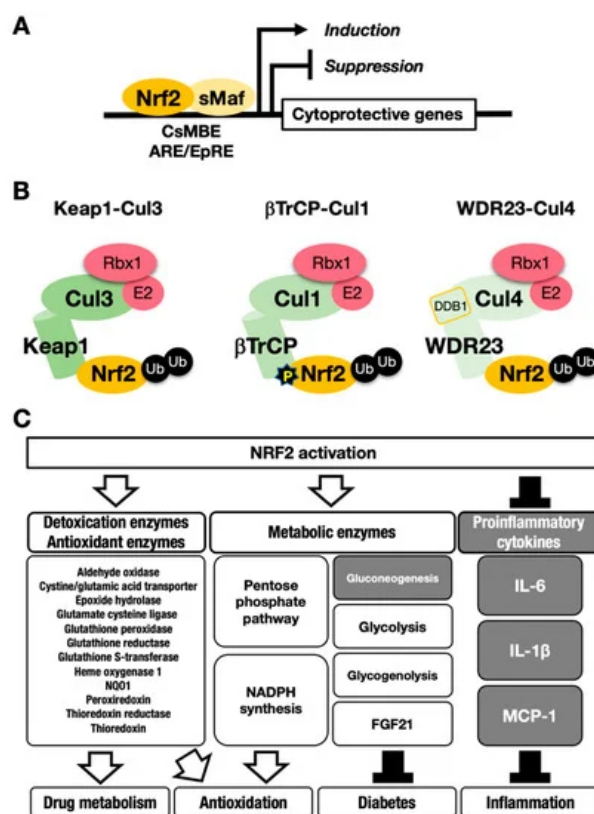 A
Induction
Suppression
Nrf2 sMaf
Cytoprotective genes
CsMBE
ARE/EpRE
B
Keap1-Cul3
βTrCP-Cul1
WDR23-Cul4
Rbx1
Cul3
E2
Keap1
Nrf2
Ub
Ub
Rbx1
Cul1
E2
βTrCP
P
Nrf2
Ub
Ub
Rbx1
DDB1
Cul4
E2
WDR23
Nrf2
Ub
Ub
C
NRF2 activation
Detoxication enzymes
Antioxidant enzymes
Metabolic enzymes
Proinflammatory
cytokines
Aldehyde oxidase
Cystine/glutamic acid transporter
Epoxide hydrolase
Glutamate cysteine ligase
Glutathione peroxidase
Glutathione reductase
Glutathione S-transferase
Heme oxygenase 1
NQO1
Peroxiredoxin
Thioredoxin reductase
Thioredoxin
Pentose
phosphate
pathway
NADPH
synthesis
Gluconeogenesis
Glycolysis
Glycogenolysis
FGF21
IL-6
IL-1β
MCP-1
Drug metabolism
Antioxidation
Diabetes
Inflammation